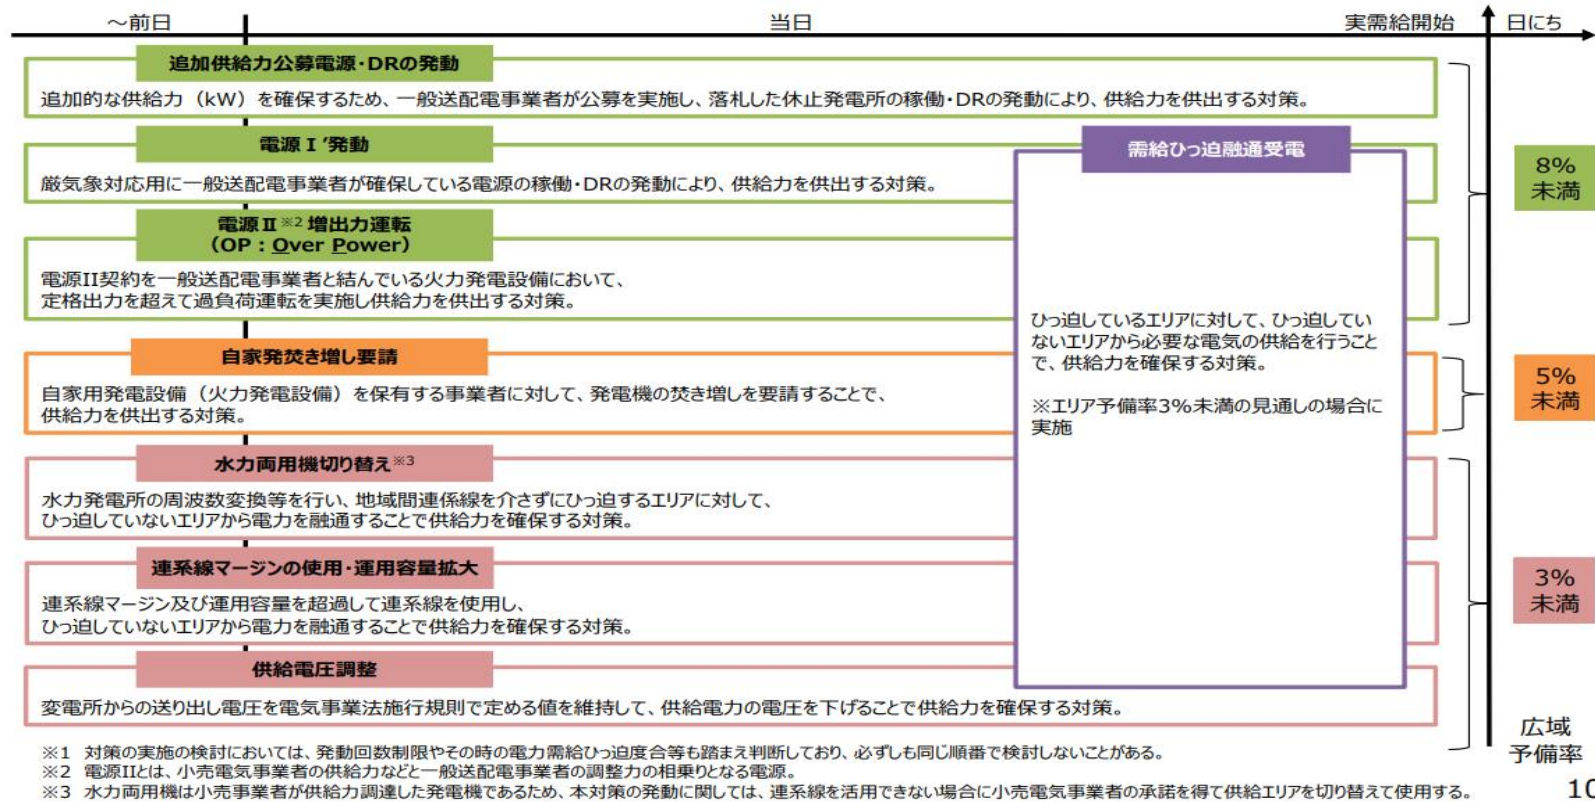 ～前日
当日
実需給開始
日にち
追加供給力公募電源・DRの発動
追加的な供給力（kW）を確保するため、一般送配電事業者が公募を実施し、落札した休止発電所の稼働・DRの発動により、供給力を供出する対策。
電源Ⅰ’発動
厳気象対応用に一般送配電事業者が確保している電源の稼働・DRの発動により、供給力を供出する対策。
電源Ⅱ※2 増出力運転
（OP：Over Power）
電源II契約を一般送配電事業者と結んでいる火力発電設備において、
定格出力を超えて過負荷運転を実施し供給力を供出する対策。
需給ひっ迫融通受電
ひっ迫しているエリアに対して、ひっ迫してい
ないエリアから必要な電気の供給を行うこと
で、供給力を確保する対策。
※エリア予備率3％未満の見通しの場合に
実施
8%
未満
自家発焚き増し要請
自家用発電設備（火力発電設備）を保有する事業者に対して、発電機の焚き増しを要請することで、
供給力を供出する対策。
5%
未満
水力両用機切り替え※3
水力発電所の周波数変換等を行い、地域間連係線を介さずにひっ迫するエリアに対して、
ひっ迫していないエリアから電力を融通することで供給力を確保する対策。
連系線マージンの使用・運用容量拡大
連系線マージン及び運用容量を超過して連系線を使用し、
ひっ迫していないエリアから電力を融通することで供給力を確保する対策。
3%
未満
供給電圧調整
変電所からの送り出し電圧を電気事業法施行規則で定める値を維持して、供給電力の電圧を下げることで供給力を確保する対策。
広域
予備率
※1 対策の実施の検討においては、発動回数制限やその時の電力需給ひっ迫度合等も踏まえ判断しており、必ずしも同じ順番で検討しないことがある。
※2 電源IIとは、小売電気事業者の供給力などと一般送配電事業者の調整力の相乗りとなる電源。
※3 水力両用機は小売事業者が供給力調達した発電機であるため、本対策の発動に関しては、連系線を活用できない場合に小売電気事業者の承諾を得て供給エリアを切り替えて使用する。
10